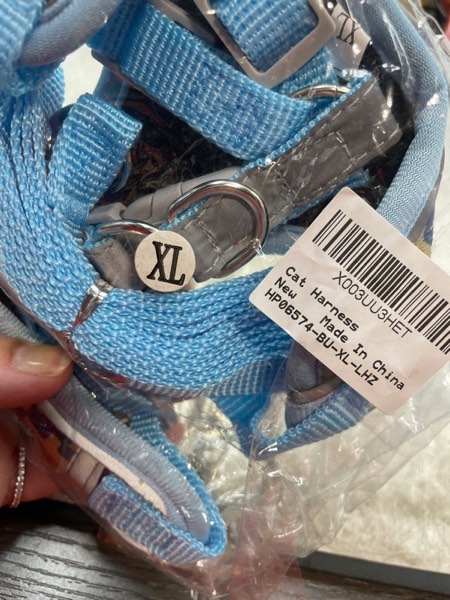 XL
XL
X003UU3HET
Cat Harness
New Made In China
HP06574-BU-XL-LHZ